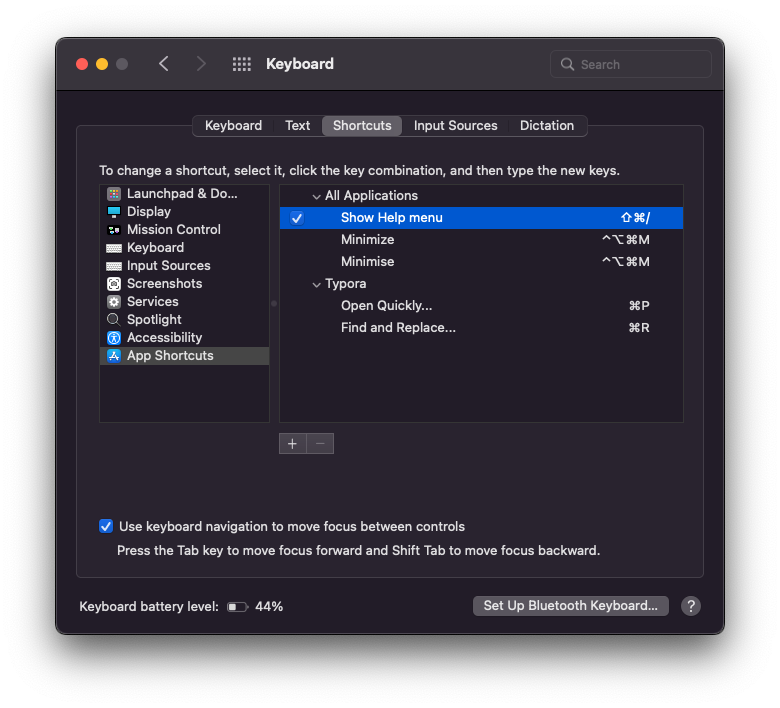 Keyboard
Search
Keyboard Text Shortcuts Input Sources Dictation
To change a shortcut, select it, click the key combination, and then type the new keys.
Launchpad & Do...
Display
Mission Control
Keyboard
Input Sources
Screenshots
Services
Spotlight
Accessibility
App Shortcuts
All Applications
Show Help menu ⇧⌘/
Minimize ^⌥⌘M
Minimise ^⌥⌘M
Typora
Open Quickly... ⌘P
Find and Replace... ⌘R
+ −
Use keyboard navigation to move focus between controls
Press the Tab key to move focus forward and Shift Tab to move focus backward.
Keyboard battery level: 44%
Set Up Bluetooth Keyboard... ?